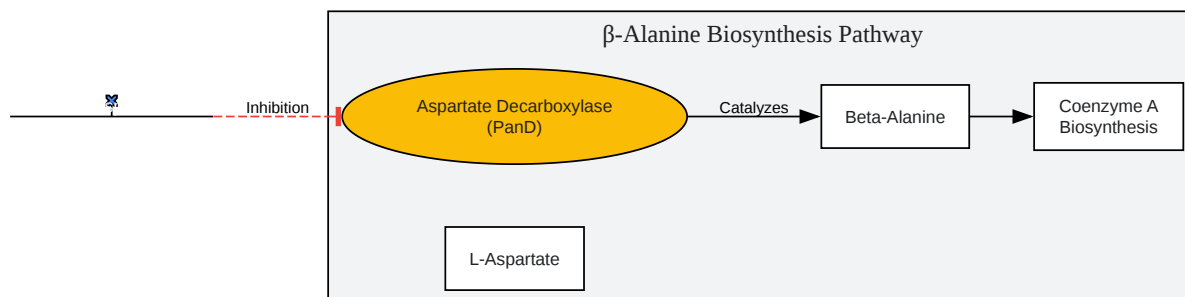 β-Alanine Biosynthesis Pathway
Inhibition
Aspartate Decarboxylase
(PanD)
Catalyzes
Beta-Alanine
Coenzyme A
Biosynthesis
L-Aspartate